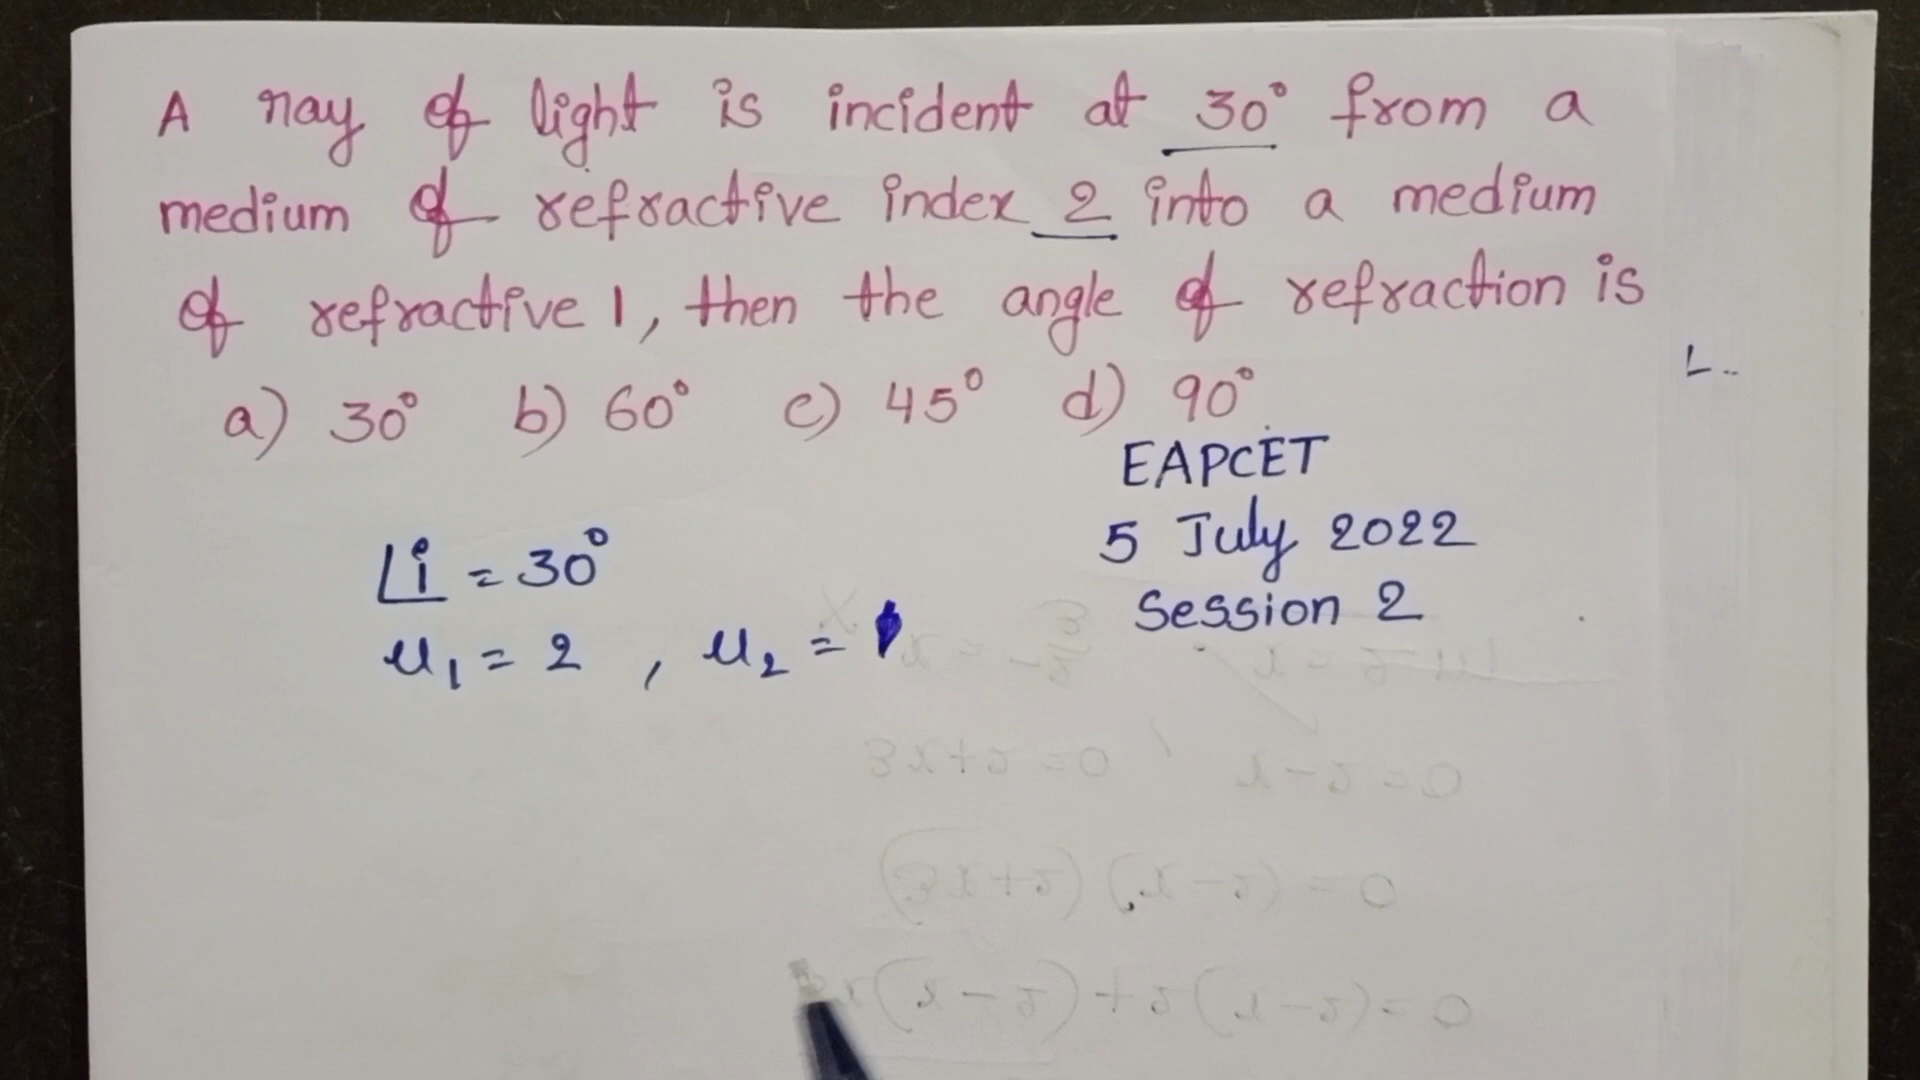 A ray of light is incident at 30° from a
medium of refractive index 2 into a medium
of refractive 1, then the angle of refraction is
a) 30° b) 60° c) 45° d) 90°
EAPCET
5 July 2022
Session 2
∠i = 30°
μ₁ = 2 , μ₂ = 1